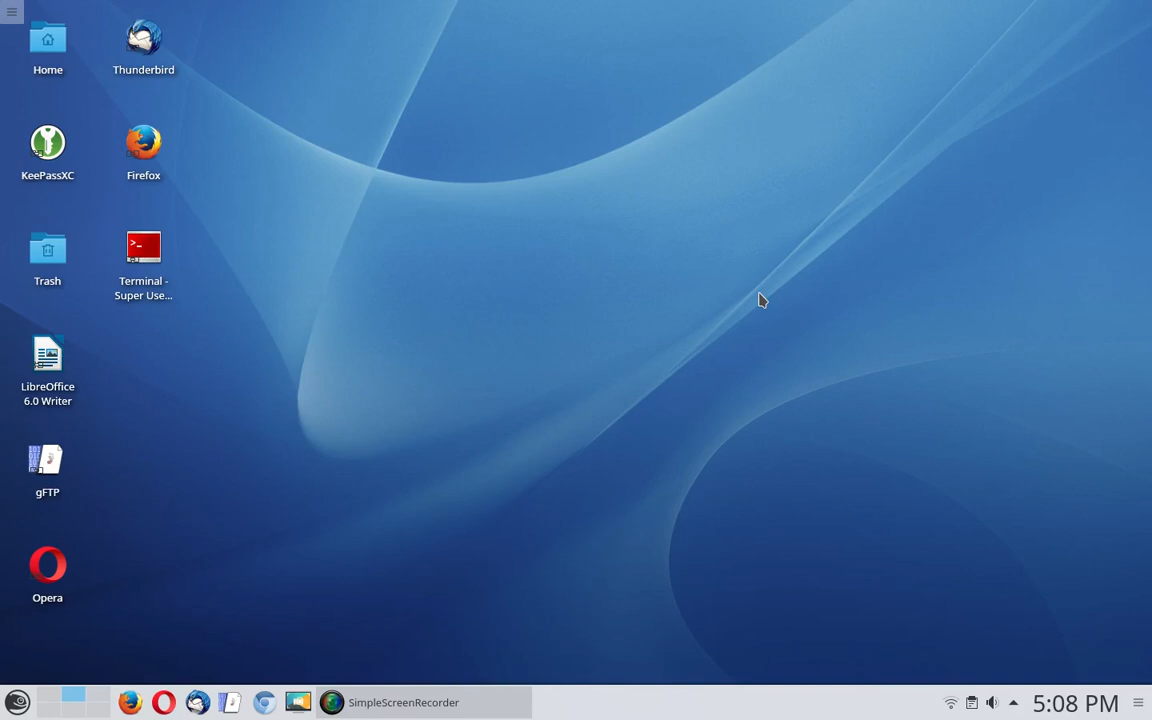 Home
Thunderbird
KeePassXC
Firefox
Trash
Terminal -
Super Use...
LibreOffice
6.0 Writer
gFTP
Opera
SimpleScreenRecorder
5:08 PM